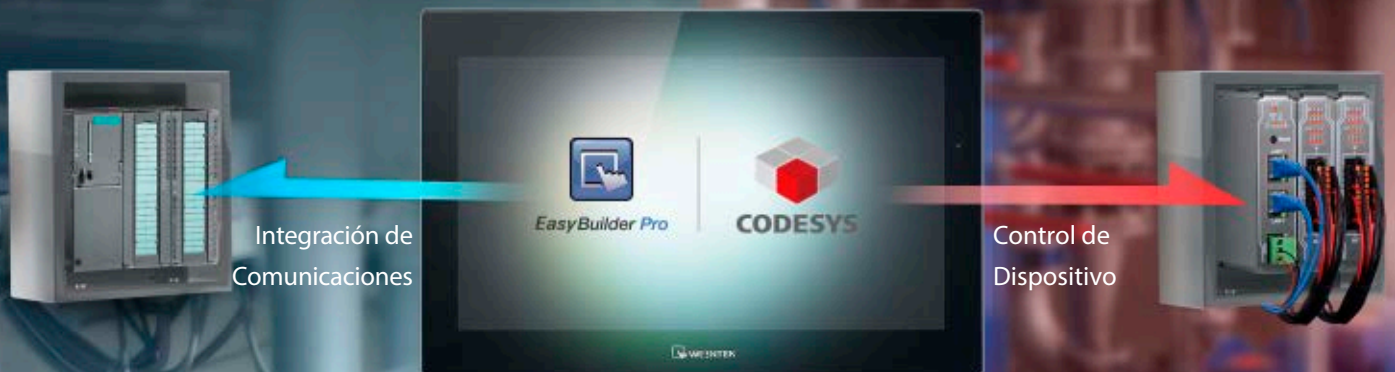 EasyBuilder Pro
CODESYS
Integración de
Comunicaciones
Control de
Dispositivo
WEINTEK